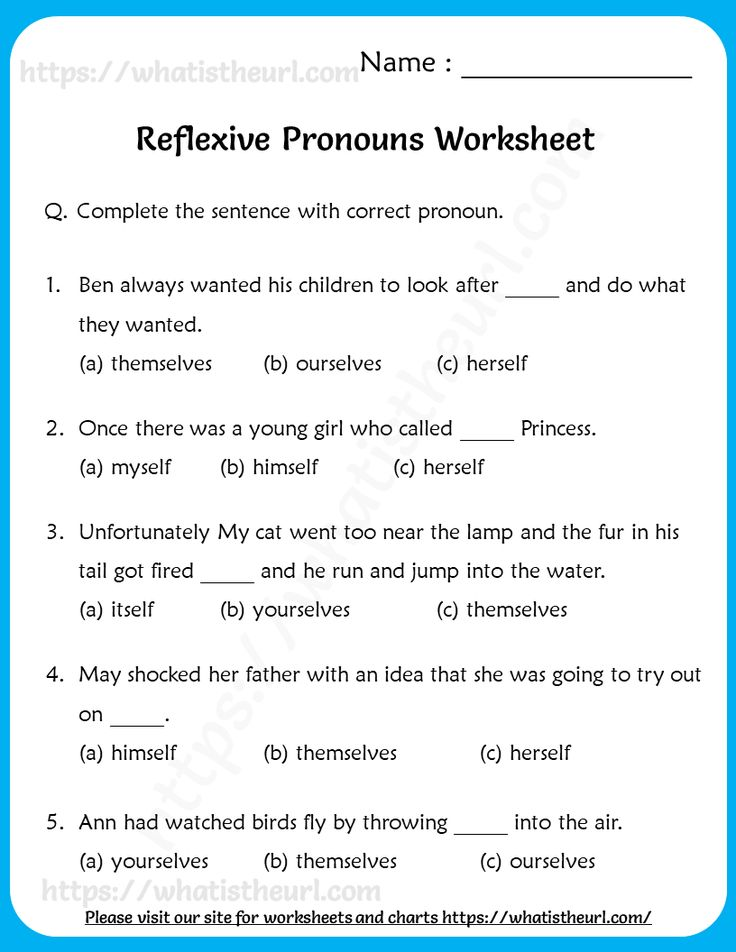 https://whatistheurl.com
Name : ____________
Reflexive Pronouns Worksheet
Q. Complete the sentence with correct pronoun.
1. Ben always wanted his children to look after _____ and do what
they wanted.
(a) themselves (b) ourselves (c) herself
2. Once there was a young girl who called _____ Princess.
(a) myself (b) himself (c) herself
3. Unfortunately My cat went too near the lamp and the fur in his
tail got fired _____ and he run and jump into the water.
(a) itself (b) yourselves (c) themselves
4. May shocked her father with an idea that she was going to try out
on _____.
(a) himself (b) themselves (c) herself
5. Ann had watched birds fly by throwing _____ into the air.
(a) yourselves (b) themselves (c) ourselves
https://whatistheurl.com
Please visit our site for worksheets and charts https://whatistheurl.com/
https://whatistheurl.com